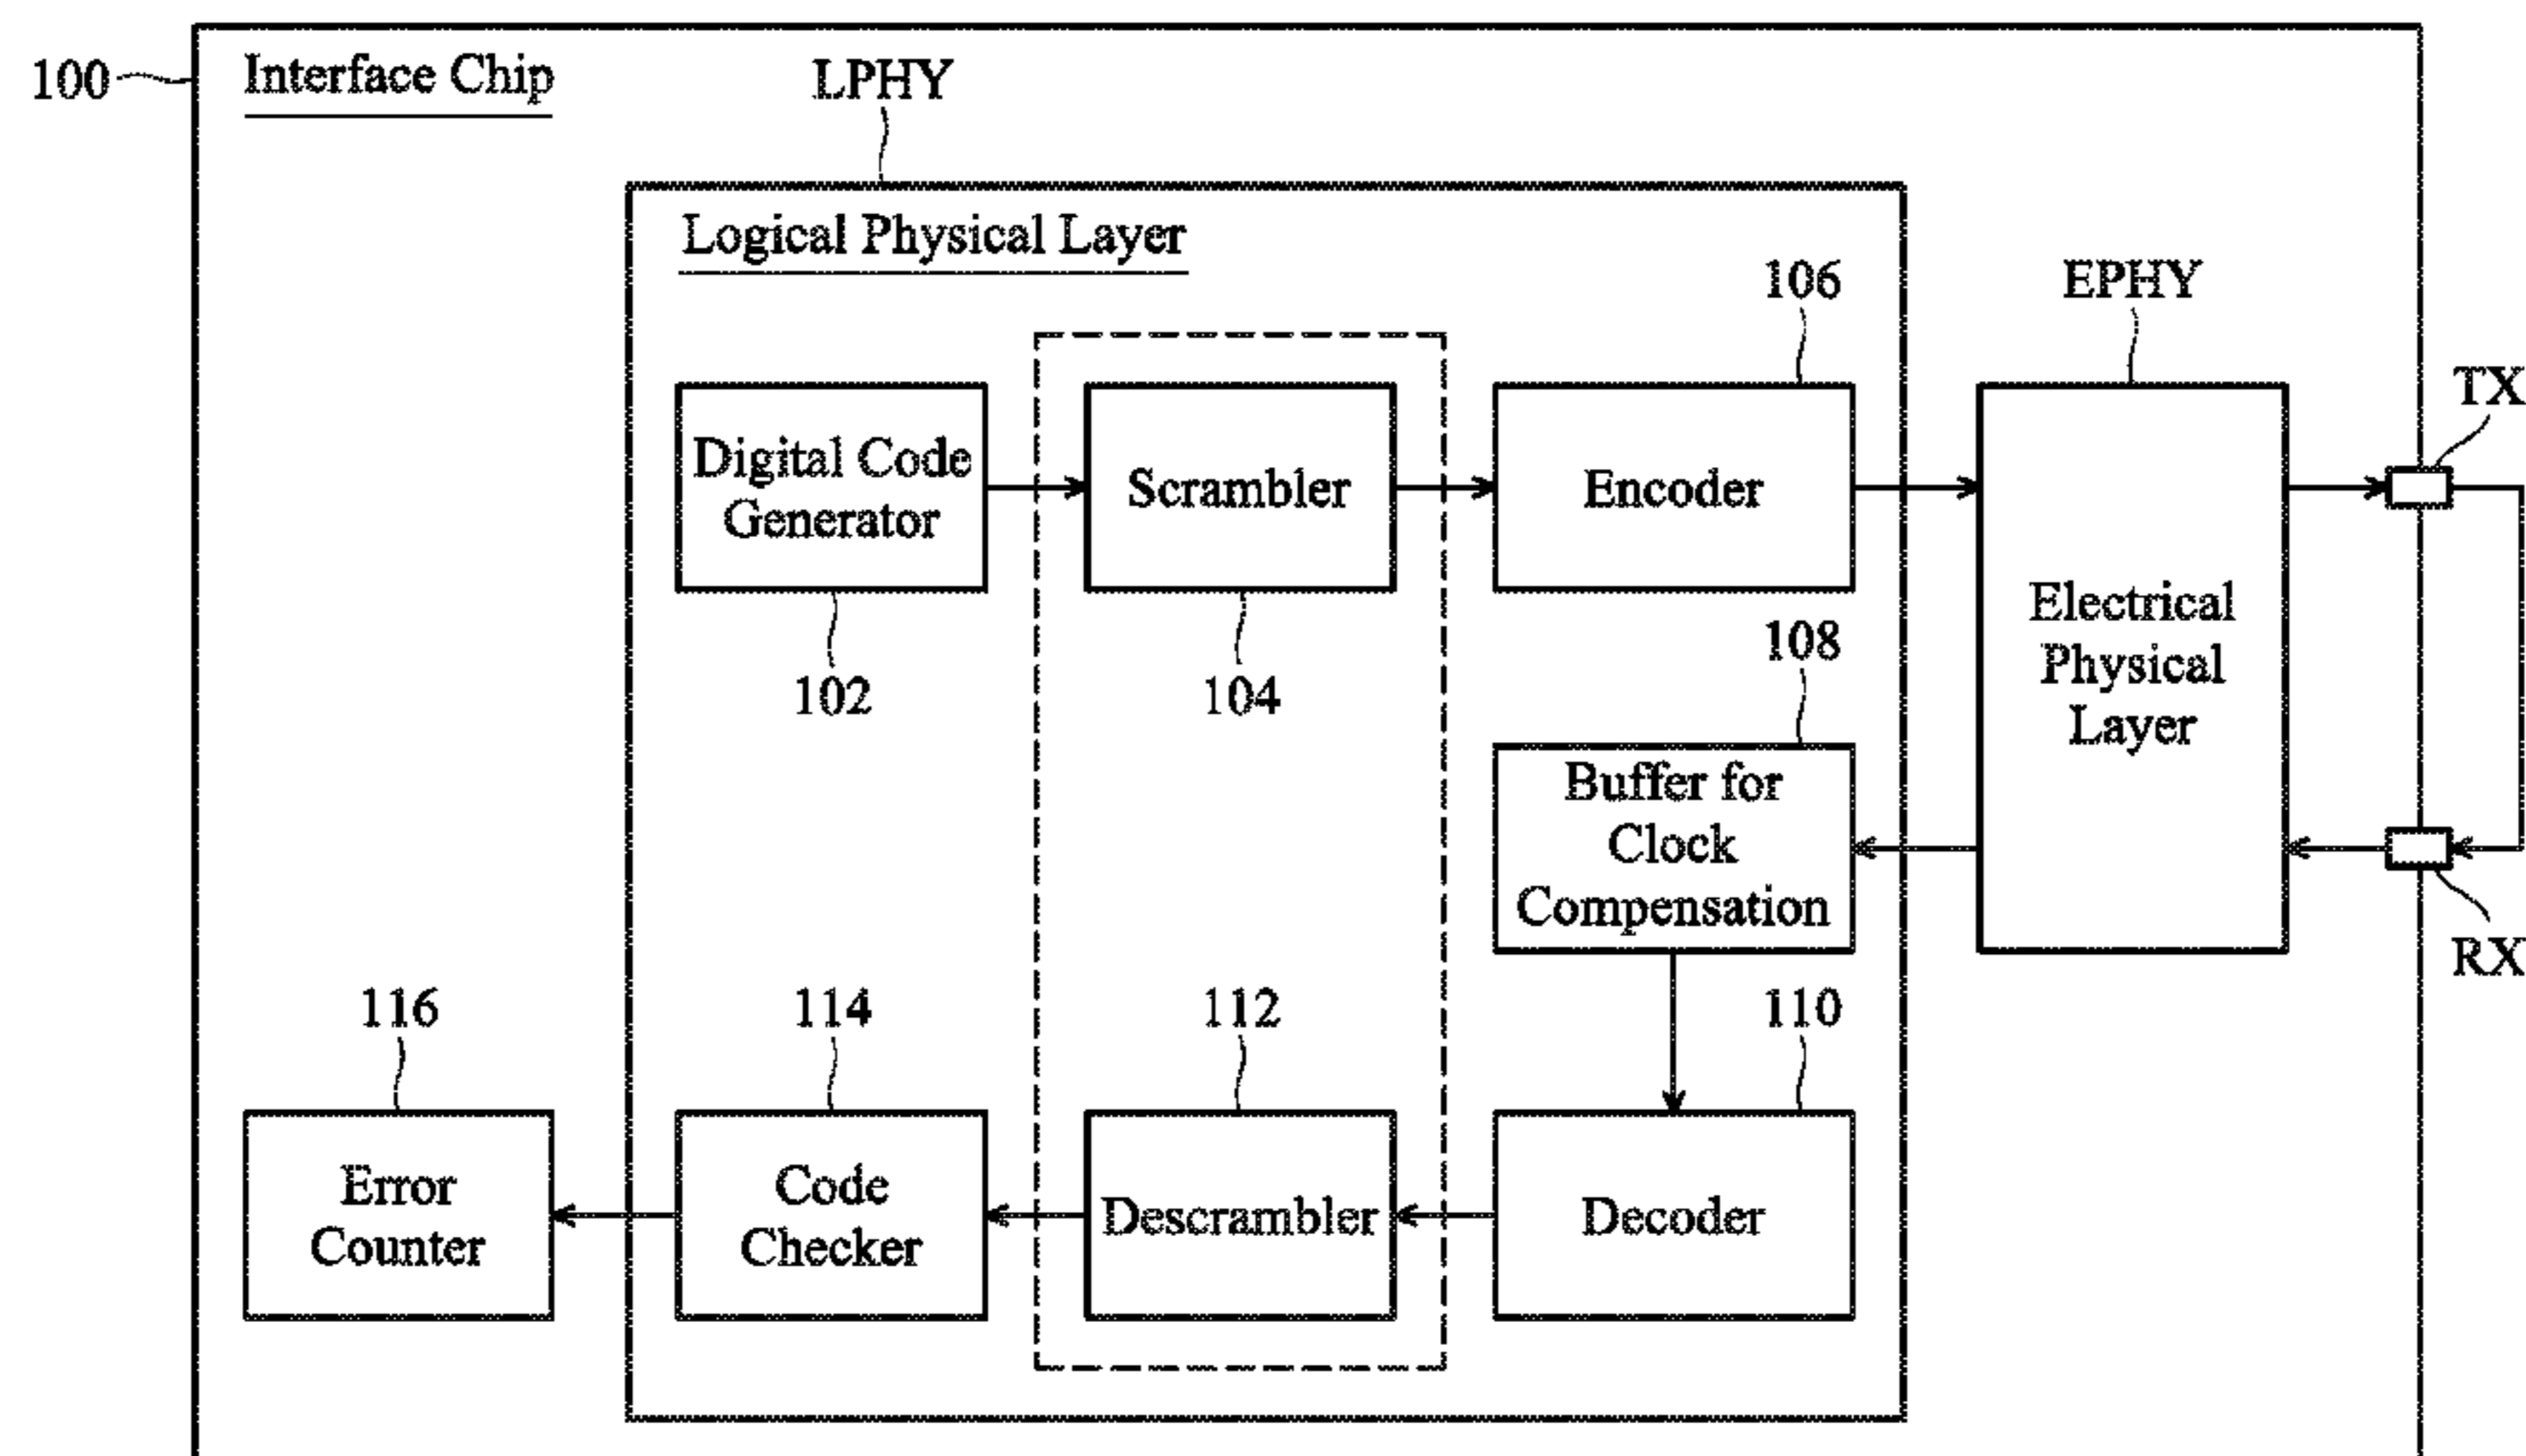 100
Interface Chip
LPHY
Logical Physical Layer
106
EPHY
TX
Digital Code
Generator
Scrambler
Encoder
102
104
108
Electrical
Physical
Layer
Buffer for
Clock
Compensation
RX
116
114
112
110
Error
Counter
Code
Checker
Descrambler
Decoder